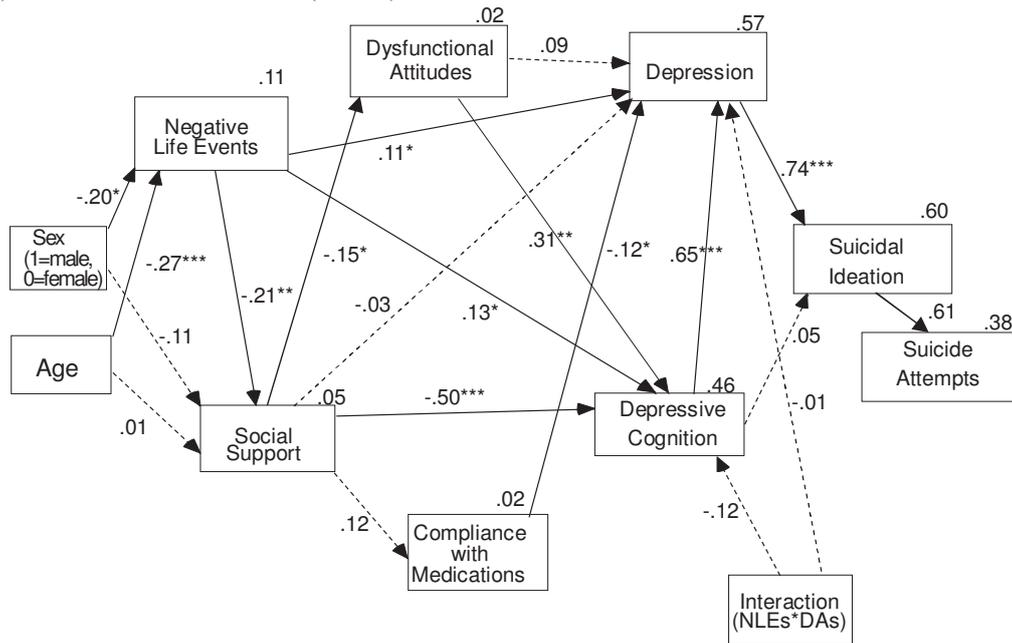 .02
.57
Dysfunctional
Attitudes
.09
Depression
.11
Negative
Life Events
.11*
.74***
-.20*
.60
Sex
(1=male,
0=female)
-.27***
-.15*
.31**
-.12*
.65***
Suicidal
Ideation
-.21**
-.03
.13*
.61
.38
-.11
.05
Suicide
Attempts
Age
.05
-.50***
.46
-.01
.01
Social
Support
Depressive
Cognition
.12
.02
-.12
Compliance
with
Medications
Interaction
(NLEs*DAs)